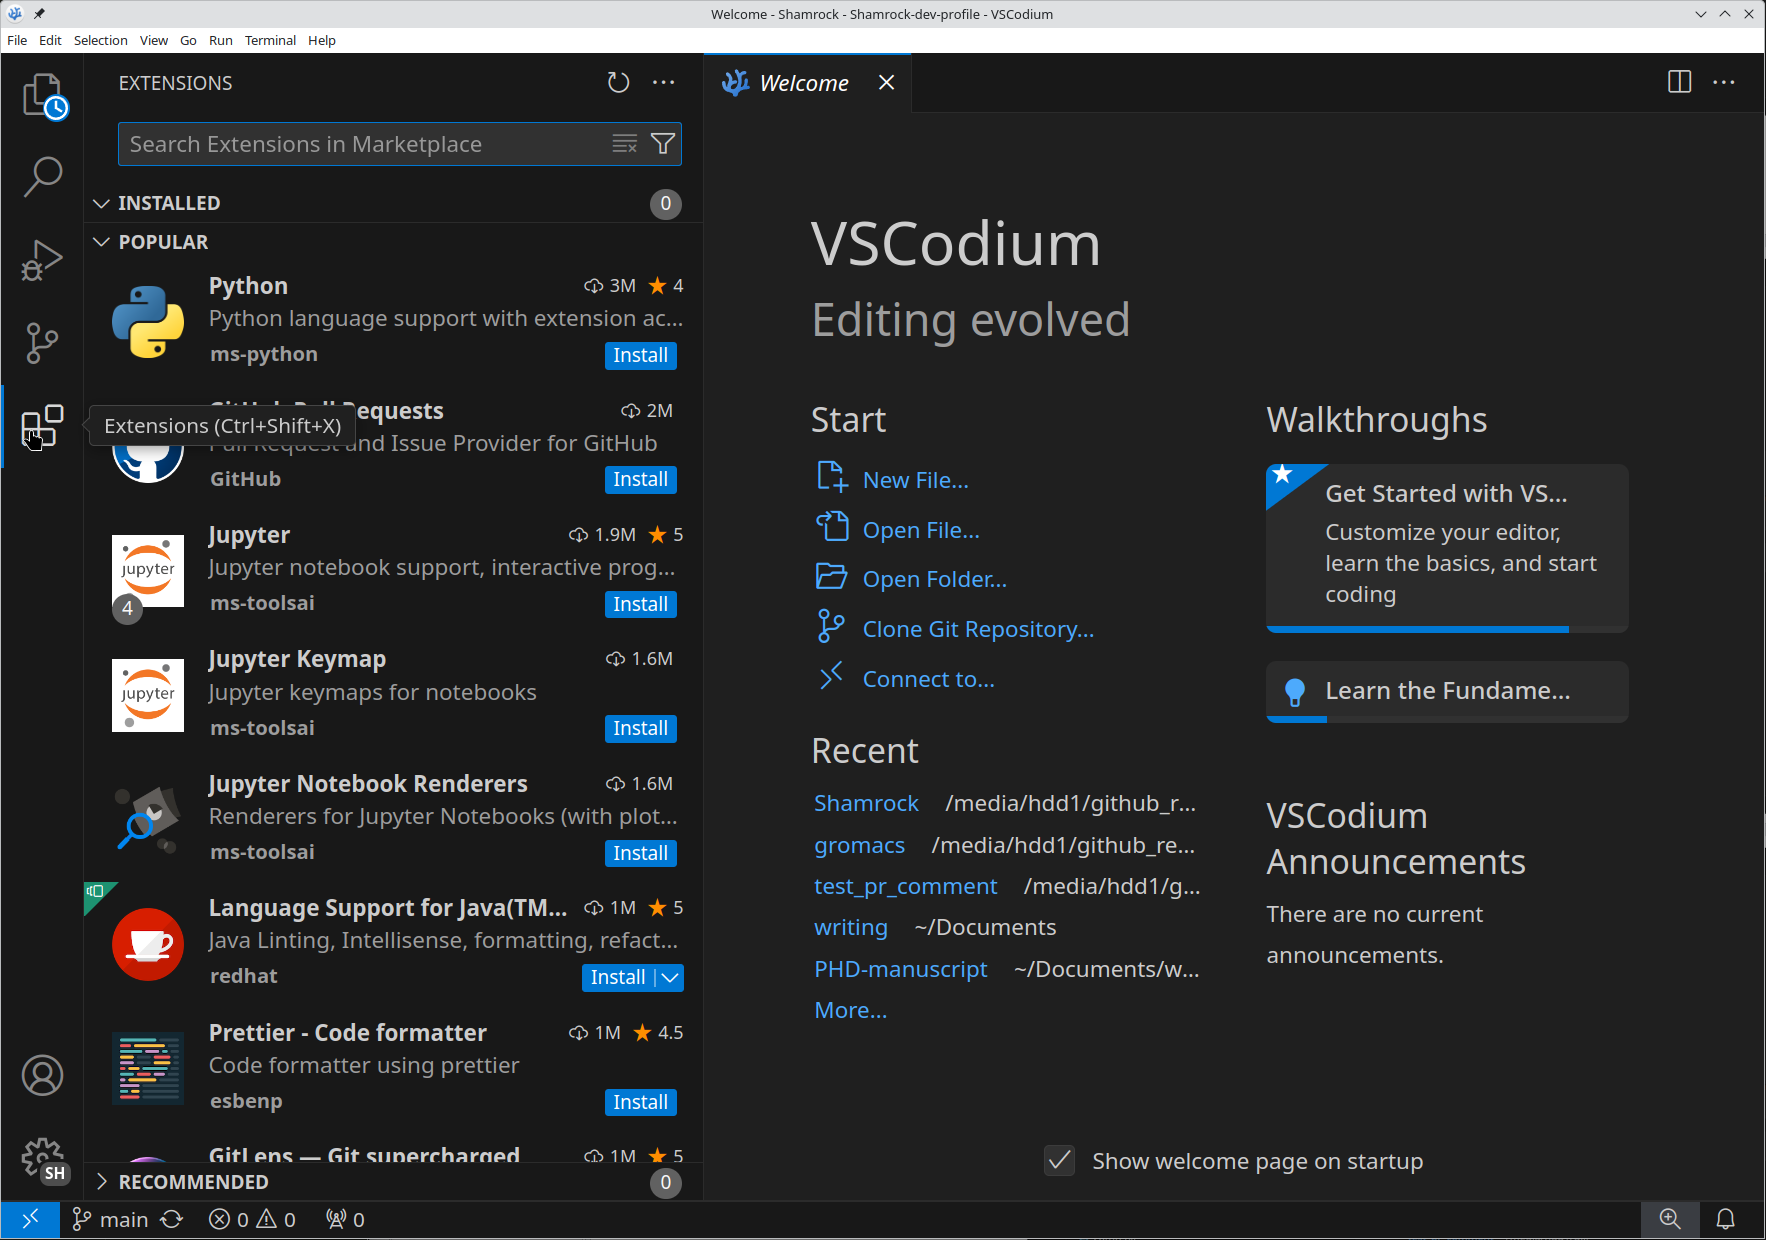 Welcome - Shamrock - Shamrock-dev-profile - VSCodium
File Edit Selection View Go Run Terminal Help
EXTENSIONS
Search Extensions in Marketplace
INSTALLED 0
POPULAR
Python 3M 4
Python language support with extension ac...
ms-python Install
Requests 2M
and Issue Provider for GitHub
GitHub Install
Extensions (Ctrl+Shift+X)
Jupyter 1.9M 5
Jupyter notebook support, interactive prog...
ms-toolsai Install
jupyter
4
Jupyter Keymap 1.6M
Jupyter keymaps for notebooks
ms-toolsai Install
jupyter
Jupyter Notebook Renderers 1.6M
Renderers for Jupyter Notebooks (with plot...
ms-toolsai Install
Language Support for Java(TM... 1M 5
Java Linting, Intellisense, formatting, refact...
redhat Install
Prettier - Code formatter 1M 4.5
Code formatter using prettier
esbenp Install
GitLens — Git supercharged 1M 5
RECOMMENDED 0
SH
Welcome
VSCodium
Editing evolved
Start
New File...
Open File...
Open Folder...
Clone Git Repository...
Connect to...
Recent
Shamrock /media/hdd1/github_r...
gromacs /media/hdd1/github_re...
test_pr_comment /media/hdd1/g...
writing ~/Documents
PHD-manuscript ~/Documents/w...
More...
Walkthroughs
Get Started with VS...
Customize your editor,
learn the basics, and start
coding
Learn the Fundame...
VSCodium
Announcements
There are no current
announcements.
Show welcome page on startup
main 0 0 0